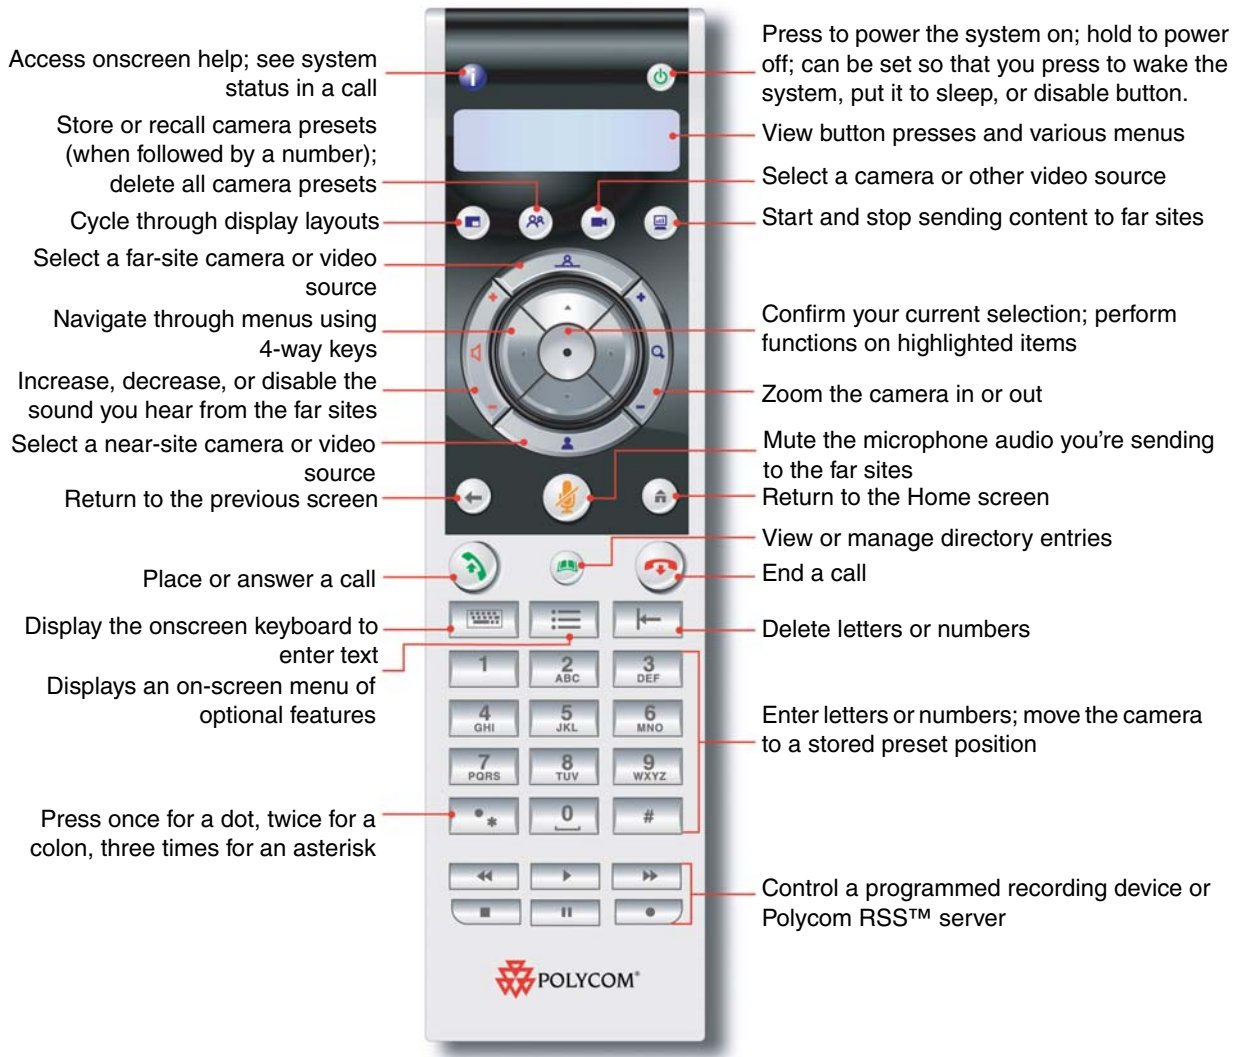 Access onscreen help; see system
status in a call
Store or recall camera presets
(when followed by a number);
delete all camera presets
Cycle through display layouts
Select a far-site camera or video
source
Navigate through menus using
4-way keys
Increase, decrease, or disable the
sound you hear from the far sites
Select a near-site camera or video
source
Return to the previous screen
Place or answer a call
Display the onscreen keyboard to
enter text
Displays an on-screen menu of
optional features
Press once for a dot, twice for a
colon, three times for an asterisk
Press to power the system on; hold to power
off; can be set so that you press to wake the
system, put it to sleep, or disable button.
View button presses and various menus
Select a camera or other video source
Start and stop sending content to far sites
Confirm your current selection; perform
functions on highlighted items
Zoom the camera in or out
Mute the microphone audio you're sending
to the far sites
Return to the Home screen
View or manage directory entries
End a call
Delete letters or numbers
Enter letters or numbers; move the camera
to a stored preset position
Control a programmed recording device or
Polycom RSS™ server
i
+ +
- -
1 2 3
ABC DEF
4 5 6
GHI JKL MNO
7 8 9
PQRS TUV WXYZ
• * 0 #
POLYCOM®